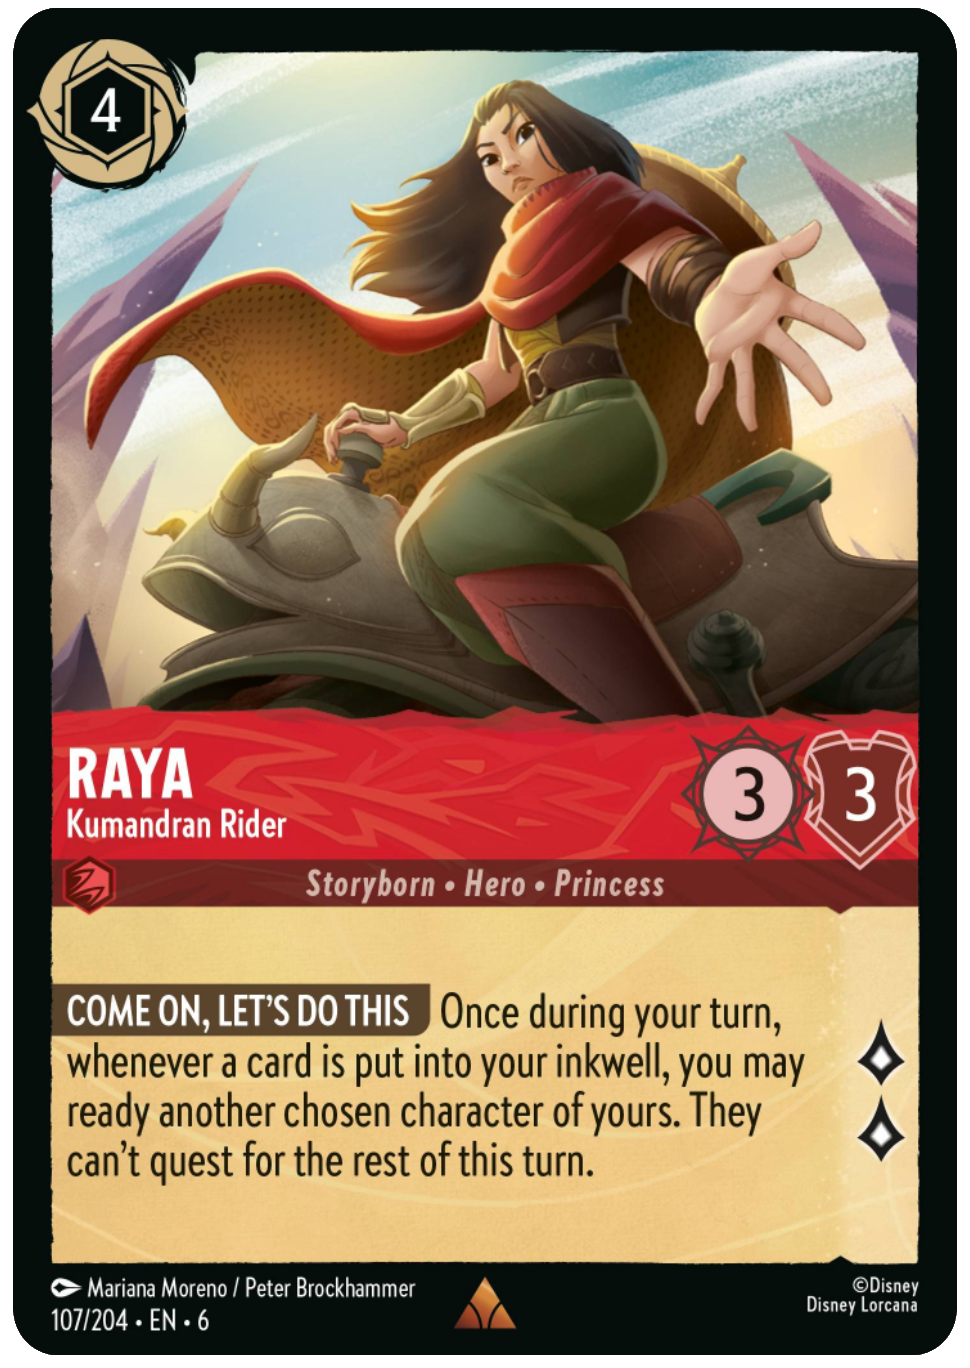 4
RAYA
Kumandran Rider
3 3
Storyborn • Hero • Princess
COME ON, LET'S DO THIS Once during your turn,
whenever a card is put into your inkwell, you may
ready another chosen character of yours. They
can't quest for the rest of this turn.
Mariana Moreno / Peter Brockhammer
107/204 • EN • 6
©Disney
Disney Lorcana